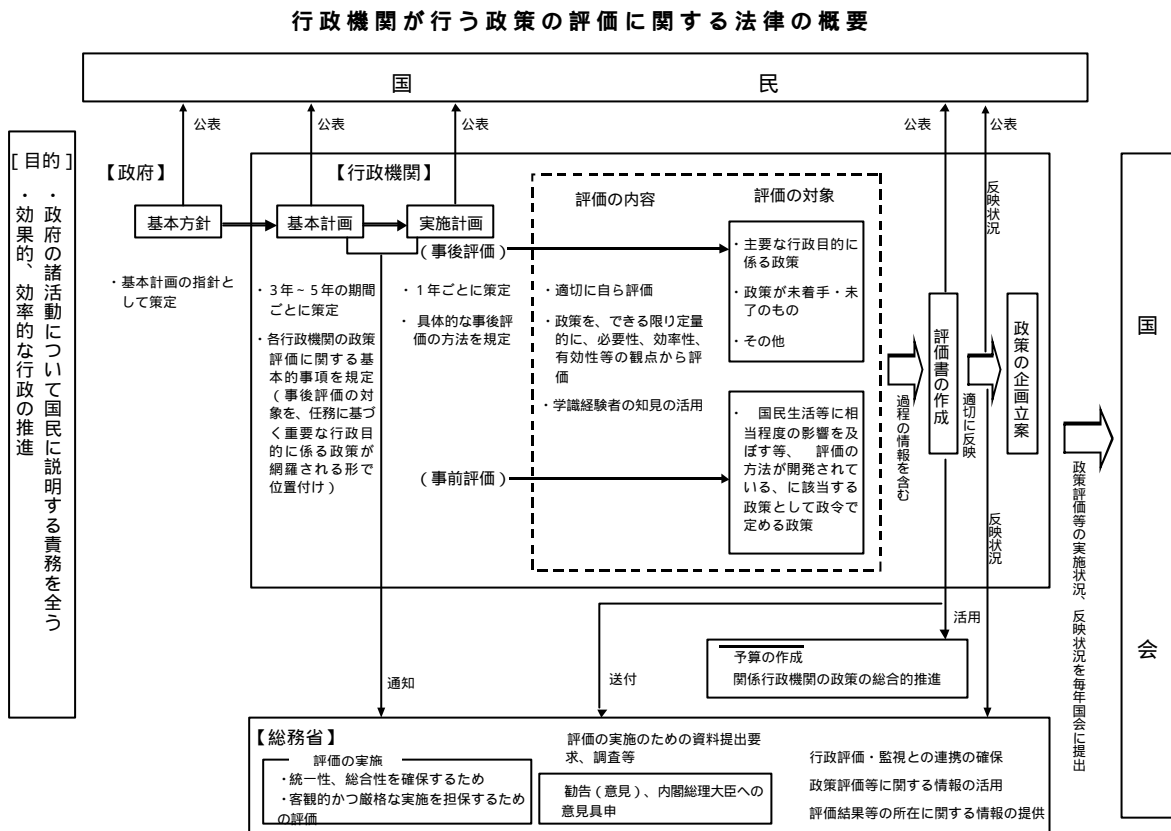 行政機関が行う政策の評価に関する法律の概要
国民
公表
公表
公表
公表
公表
[目的]
・政府の諸活動について国民に説明する責務を全う
・効果的、効率的な行政の推進
【政府】
基本方針
・基本計画の指針と
して策定
【行政機関】
基本計画
実施計画
・３年～５年の期間
ごとに策定
・各行政機関の政策
評価に関する基
本的事項を規定
（事後評価の対
象を、任務に基づ
く重要な行政目
的に係る政策が
網羅される形で
位置付け）
（事後評価）
・１年ごとに策定
・具体的な事後評
価の方法を規定
（事前評価）
評価の内容
・適切に自ら評価
・政策を、できる限り定量
的に、必要性、効率性、
有効性等の観点から評
価
・学識経験者の知見の活用
評価の対象
・主要な行政目的に
係る政策
・政策が未着手・未
了のもの
・その他
・国民生活等に相
当程度の影響を及
ぼす等、評価の
方法が開発されて
いる、に該当する
政策として政令で
定める政策
過程の情報を含む
評価書の作成
適切に反映
反映状況
政策の企画立案
反映状況
政策評価等の実施状況、反映状況を毎年国会に提出
国会
通知
送付
活用
予算の作成
関係行政機関の政策の総合的推進
【総務省】
評価の実施
・統一性、総合性を確保するため
・客観的かつ厳格な実施を担保するため
の評価
評価の実施のための資料提出要
求、調査等
勧告（意見）、内閣総理大臣への
意見具申
行政評価・監視との連携の確保
政策評価等に関する情報の活用
評価結果等の所在に関する情報の提供